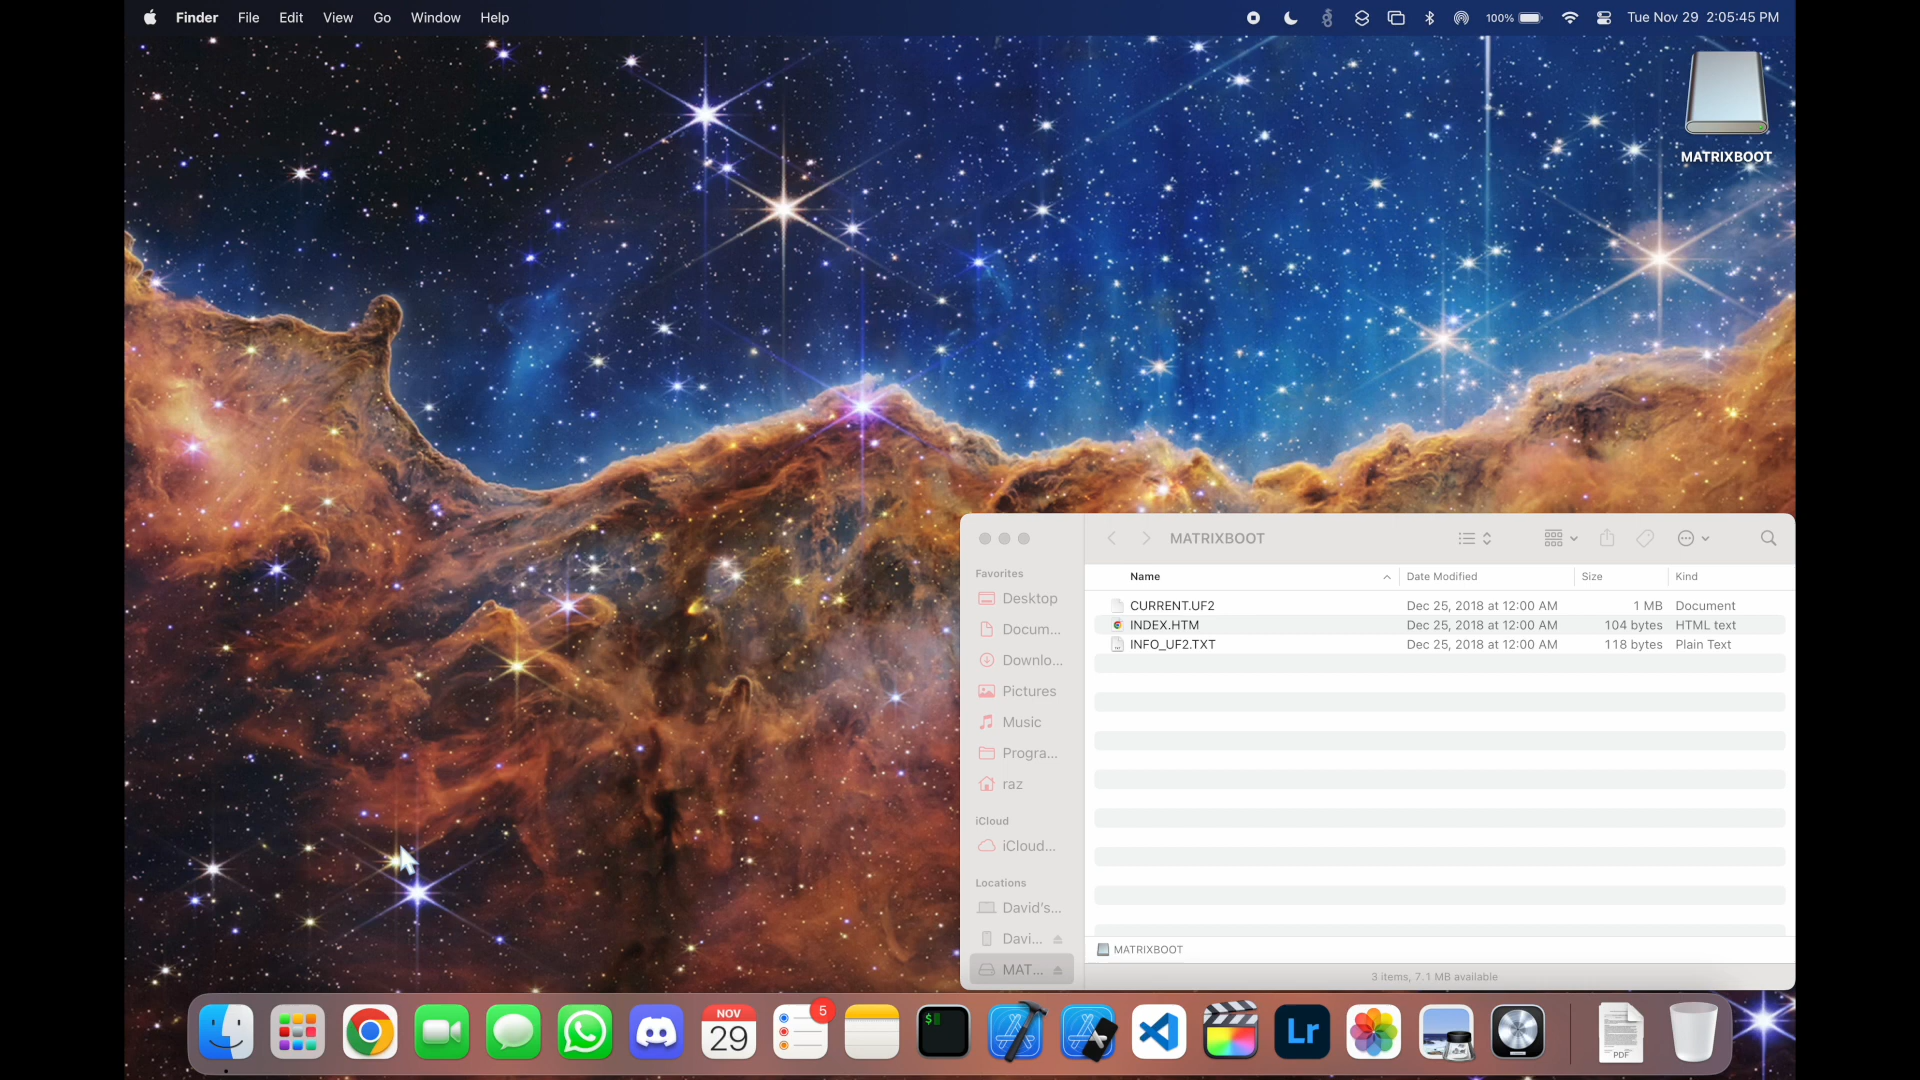 Finder File Edit View Go Window Help 100% Tue Nov 29 2:05:45 PM
MATRIXBOOT
MATRIXBOOT
Favorites
Desktop
Docum...
Downlo...
Pictures
Music
Progra...
raz
iCloud
iCloud...
Locations
David's...
Davi...
MAT...
Name Date Modified Size Kind
CURRENT.UF2 Dec 25, 2018 at 12:00 AM 1 MB Document
INDEX.HTM Dec 25, 2018 at 12:00 AM 104 bytes HTML text
INFO_UF2.TXT Dec 25, 2018 at 12:00 AM 118 bytes Plain Text
MATRIXBOOT
3 items, 7.1 MB available
NOV
29
5
$
Lr
PDF